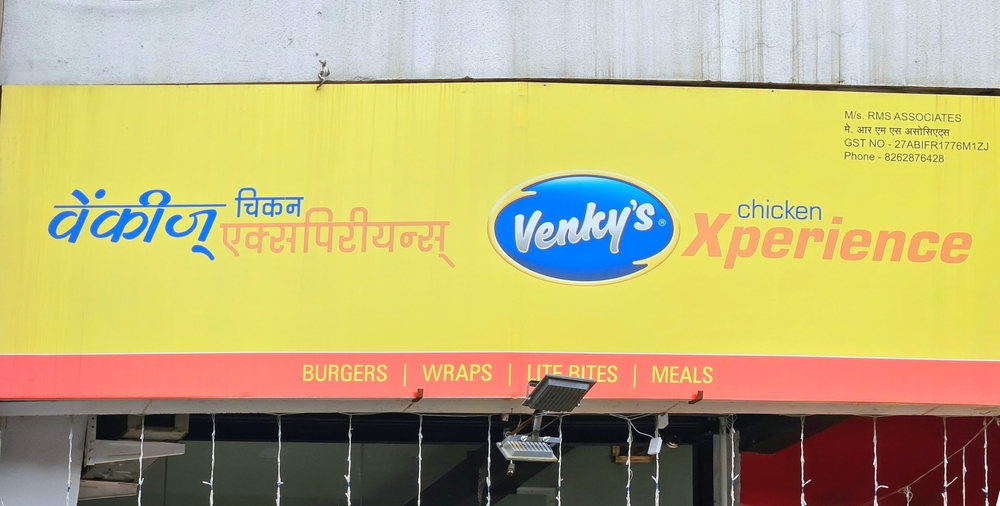 M/s. RMS ASSOCIATES
मे. आर एम एस असोसिएट्स
GST NO - 27ABIFR1776M1ZJ
Phone - 8262876428
वेंकीज् चिकन एक्सपिरीयन्स्
Venky's®
chicken
Xperience
BURGERS | WRAPS | LITE BITES | MEALS